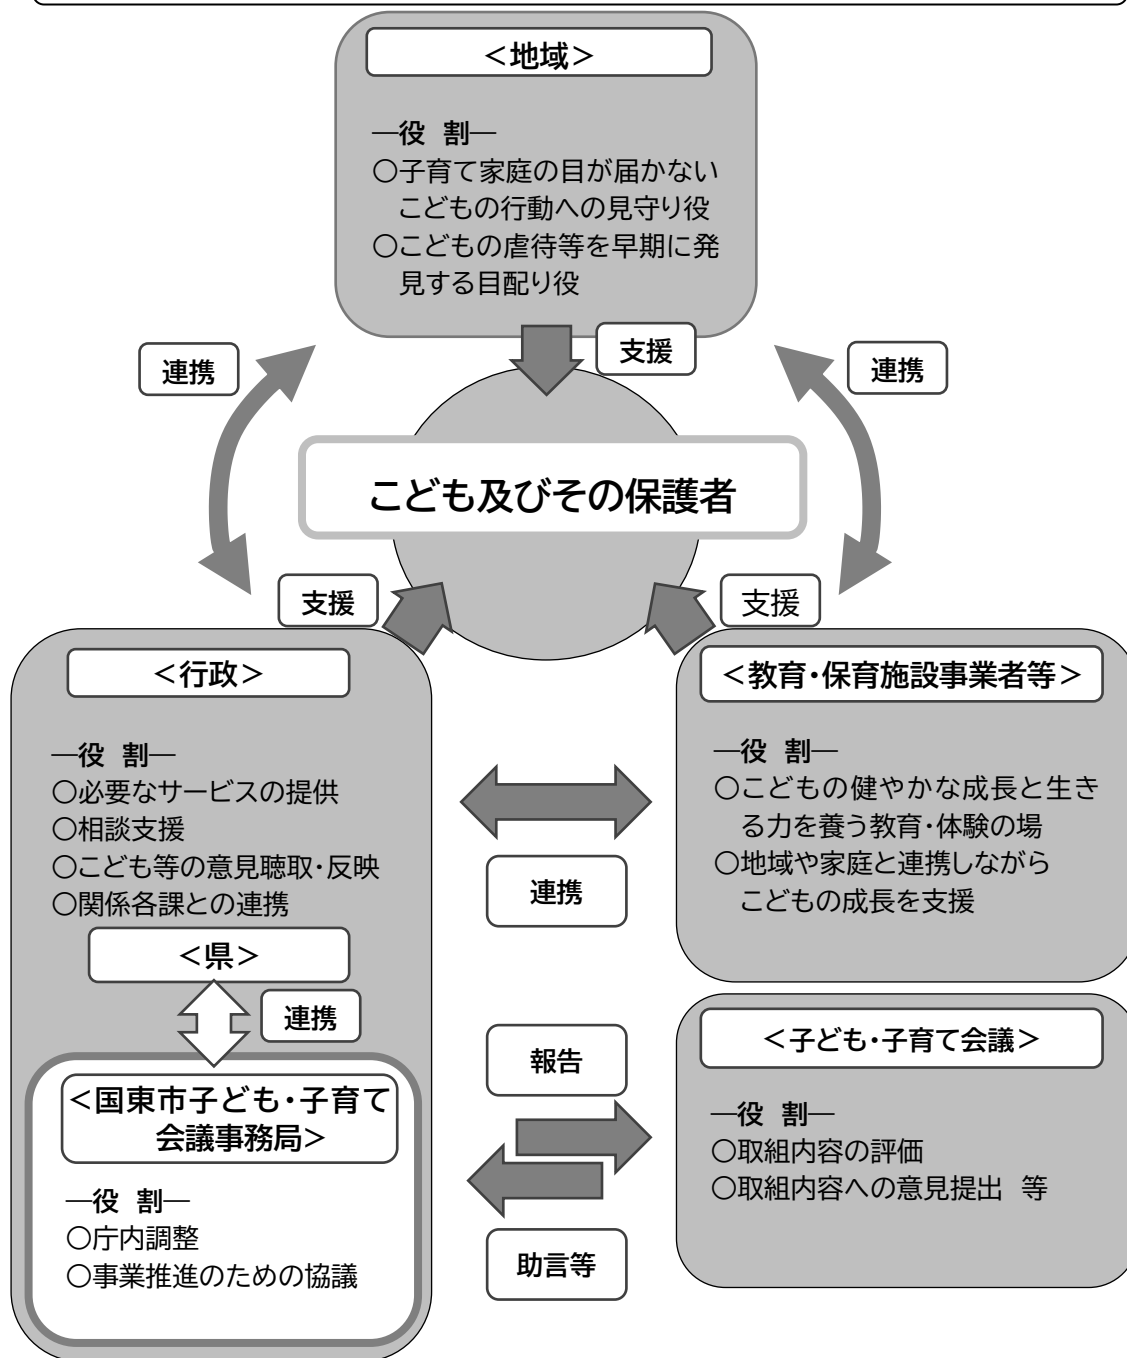 ＜地域＞
―役 割―
○子育て家庭の目が届かない
こどもの行動への見守り役
○こどもの虐待等を早期に発
見する目配り役
支援
連携
連携
こども及びその保護者
支援
支援
＜行政＞
―役 割―
○必要なサービスの提供
○相談支援
○こども等の意見聴取・反映
○関係各課との連携
＜県＞
連携
＜国東市子ども・子育て
会議事務局＞
―役 割―
○庁内調整
○事業推進のための協議
＜教育・保育施設事業者等＞
―役 割―
○こどもの健やかな成長と生き
る力を養う教育・体験の場
○地域や家庭と連携しながら
こどもの成長を支援
連携
報告
助言等
＜子ども・子育て会議＞
―役 割―
○取組内容の評価
○取組内容への意見提出 等